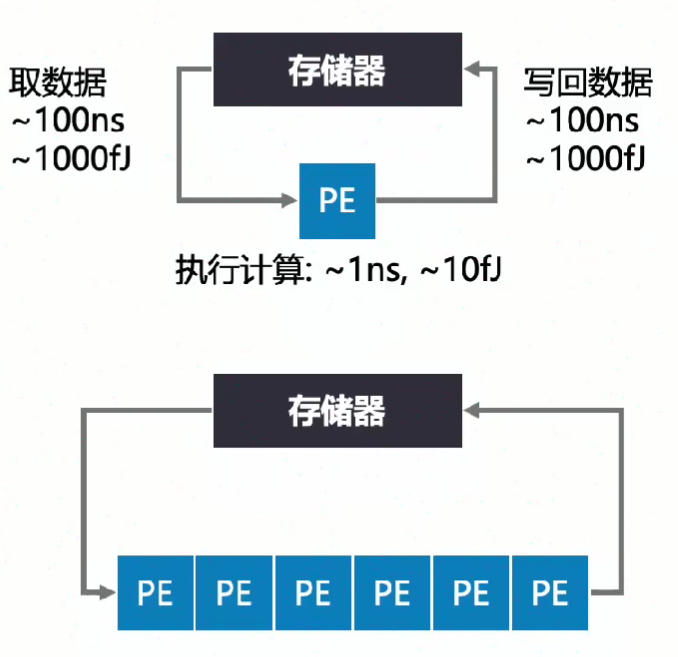 存储器
取数据
~100ns
~1000fJ
写回数据
~100ns
~1000fJ
PE
执行计算: ~1ns, ~10fJ
存储器
PE PE PE PE PE PE